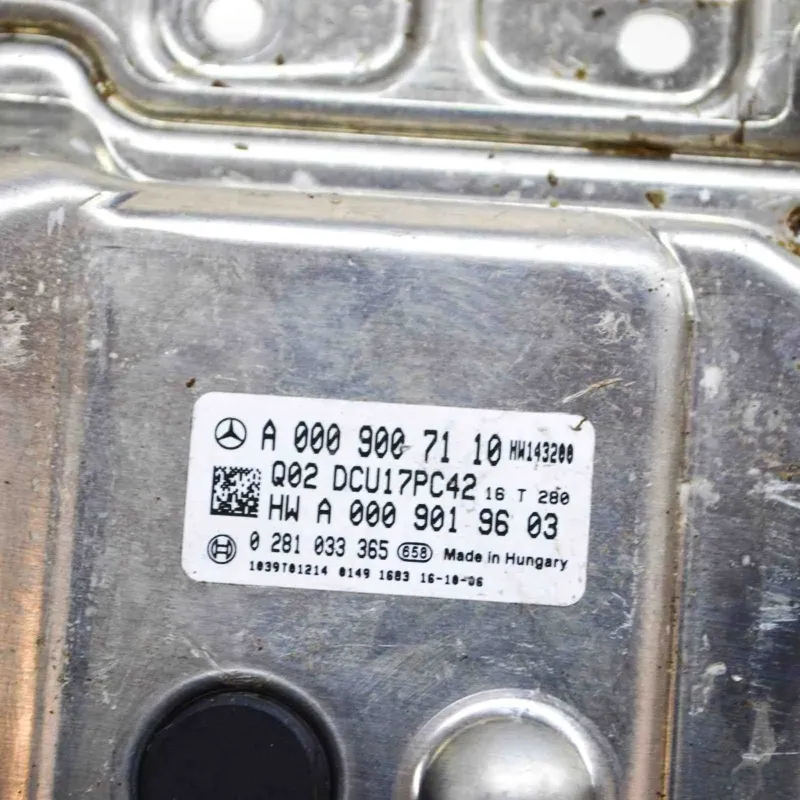 A 000 900 71 10 HW143200
Q02 DCU17PC42 16 T 280
HW A 000 901 96 03
0 281 033 365 658 Made in Hungary
1039T01214 0149 1683 16-10-06